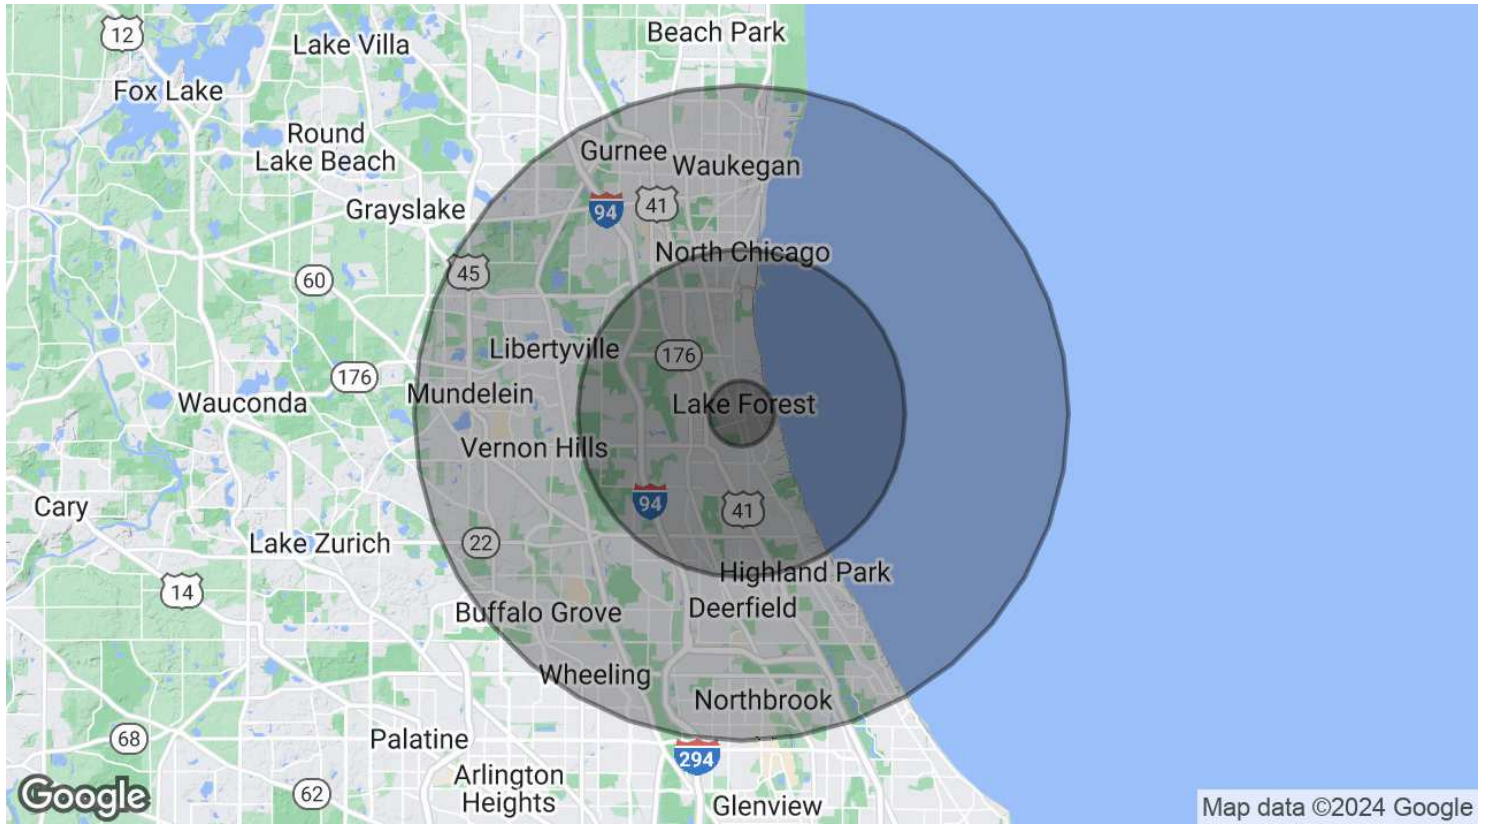 12
Lake Villa
Beach Park
Fox Lake
Round
Lake Beach
Gurnee
Waukegan
Grayslake
94
41
North Chicago
45
60
Libertyville
176
176
Mundelein
Wauconda
Lake Forest
Vernon Hills
94
41
Cary
Lake Zurich
22
14
Highland Park
Buffalo Grove
Deerfield
Wheeling
Northbrook
68
Palatine
294
Arlington
Heights
62
Glenview
Google
Map data ©2024 Google